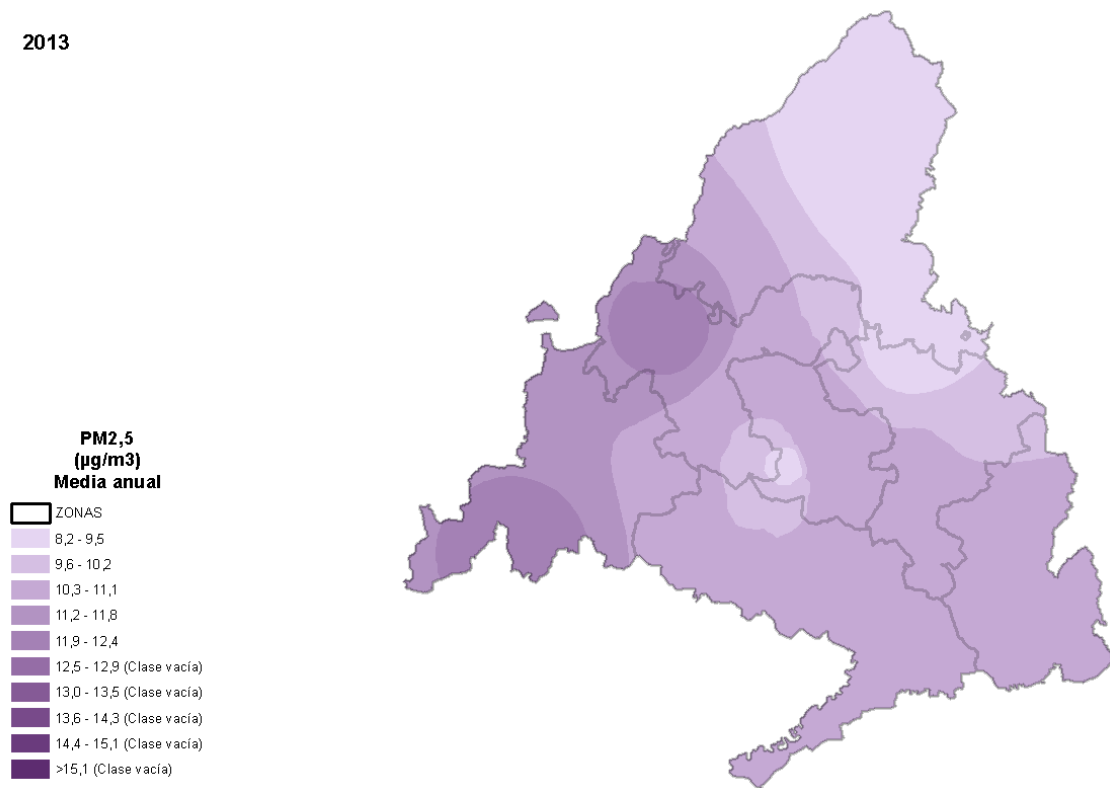 2013
PM2,5
(µg/m3)
Media anual
ZONAS
8,2 - 9,5
9,6 - 10,2
10,3 - 11,1
11,2 - 11,8
11,9 - 12,4
12,5 - 12,9 (Clase vacía)
13,0 - 13,5 (Clase vacía)
13,6 - 14,3 (Clase vacía)
14,4 - 15,1 (Clase vacía)
>15,1 (Clase vacía)